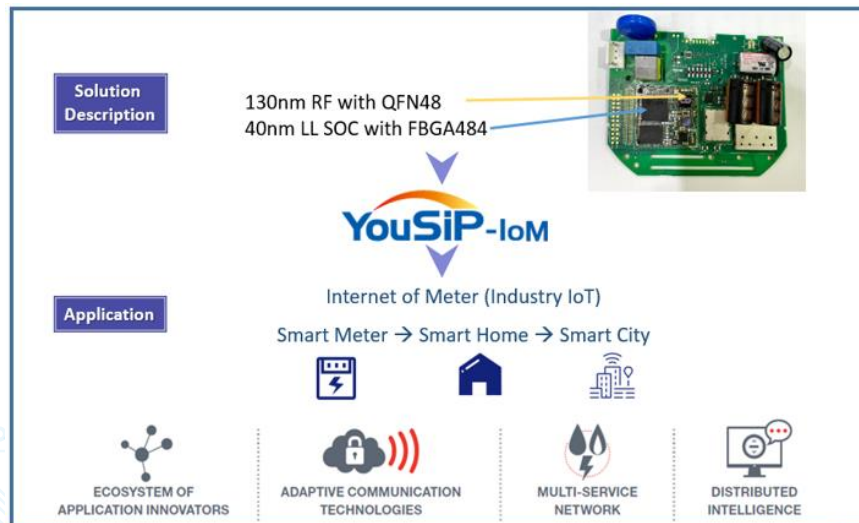 Solution
Description
130nm RF with QFN48
40nm LL SOC with FBGA484
YouSiP-IoM
Internet of Meter (Industry IoT)
Application
Smart Meter → Smart Home → Smart City
ECOSYSTEM OF
APPLICATION INNOVATORS
ADAPTIVE COMMUNICATION
TECHNOLOGIES
MULTI-SERVICE
NETWORK
DISTRIBUTED
INTELLIGENCE